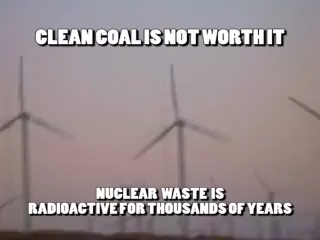 CLEAN COAL IS NOT WORTH IT
NUCLEAR WASTE IS
RADIOACTIVE FOR THOUSANDS OF YEARS